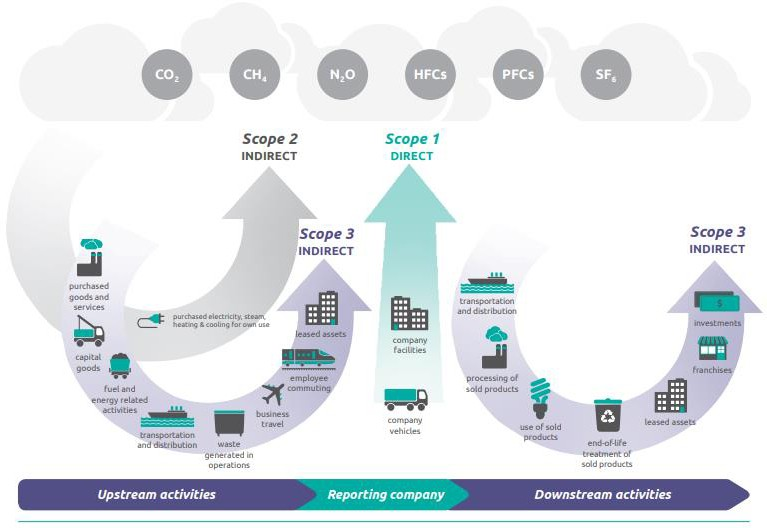 CO₂ CH₄ N₂O HFCs PFCs SF₆
Scope 2
INDIRECT
Scope 1
DIRECT
Scope 3
INDIRECT
Scope 3
INDIRECT
purchased
goods and
services
capital
goods
fuel and
energy related
activities
transportation
and distribution
waste
generated in
operations
business
travel
employee
commuting
leased assets
purchased electricity, steam,
heating & cooling for own use
company
facilities
company
vehicles
transportation
and distribution
processing of
sold products
use of sold
products
end-of-life
treatment of
sold products
leased assets
franchises
$
investments
Upstream activities
Reporting company
Downstream activities